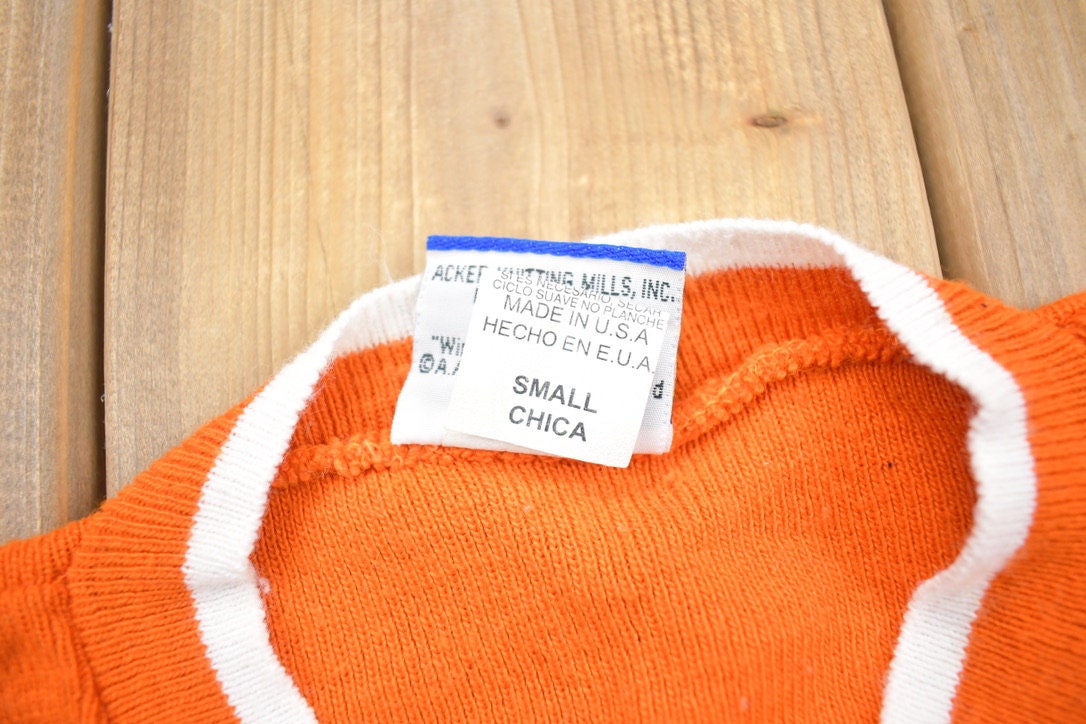 KNITTING MILLS, INC.
SI ES NECESARIO, SECAR
CICLO SUAVE NO PLANCHE
MADE IN U.S.A
HECHO EN E.U.A.
©A.A
SMALL
CHICA